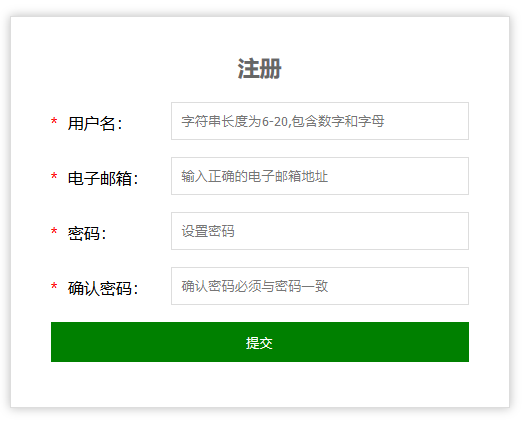 注册
* 用户名： 字符串长度为6-20,包含数字和字母
* 电子邮箱： 输入正确的电子邮箱地址
* 密码： 设置密码
* 确认密码： 确认密码必须与密码一致
提交